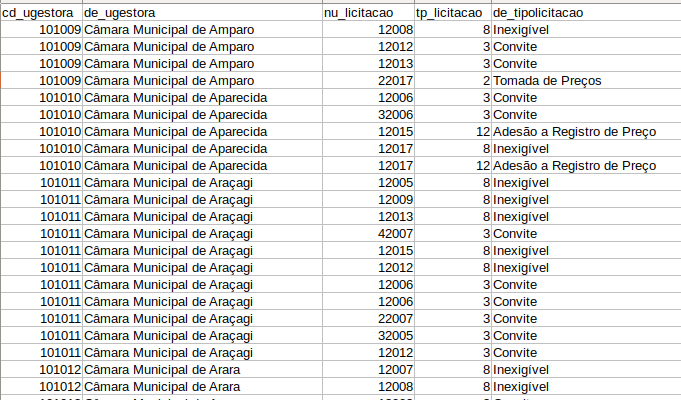 cd_ugestora de_ugestora nu_licitacao tp_licitacao de_tipolicitacao
101009 Câmara Municipal de Amparo 12008 8 Inexigível
101009 Câmara Municipal de Amparo 12012 3 Convite
101009 Câmara Municipal de Amparo 12013 3 Convite
101009 Câmara Municipal de Amparo 22017 2 Tomada de Preços
101010 Câmara Municipal de Aparecida 12006 3 Convite
101010 Câmara Municipal de Aparecida 32006 3 Convite
101010 Câmara Municipal de Aparecida 12015 12 Adesão a Registro de Preço
101010 Câmara Municipal de Aparecida 12017 8 Inexigível
101010 Câmara Municipal de Aparecida 12017 12 Adesão a Registro de Preço
101011 Câmara Municipal de Araçagi 12005 8 Inexigível
101011 Câmara Municipal de Araçagi 12009 8 Inexigível
101011 Câmara Municipal de Araçagi 12013 8 Inexigível
101011 Câmara Municipal de Araçagi 42007 3 Convite
101011 Câmara Municipal de Araçagi 12015 8 Inexigível
101011 Câmara Municipal de Araçagi 12012 8 Inexigível
101011 Câmara Municipal de Araçagi 12006 3 Convite
101011 Câmara Municipal de Araçagi 12006 3 Convite
101011 Câmara Municipal de Araçagi 22007 3 Convite
101011 Câmara Municipal de Araçagi 32005 3 Convite
101011 Câmara Municipal de Araçagi 12012 3 Convite
101012 Câmara Municipal de Arara 12007 8 Inexigível
101012 Câmara Municipal de Arara 12008 8 Inexigível